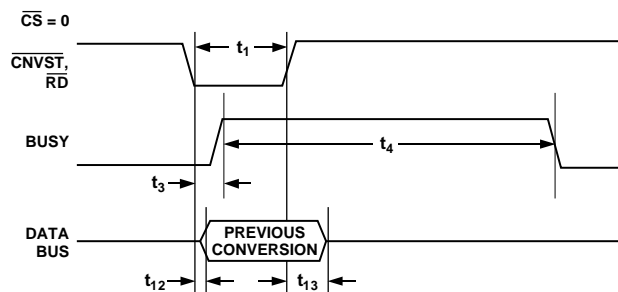 CS = 0
t1
CNVST,
RD
BUSY
t4
t3
DATA
BUS
PREVIOUS
CONVERSION
t12
t13